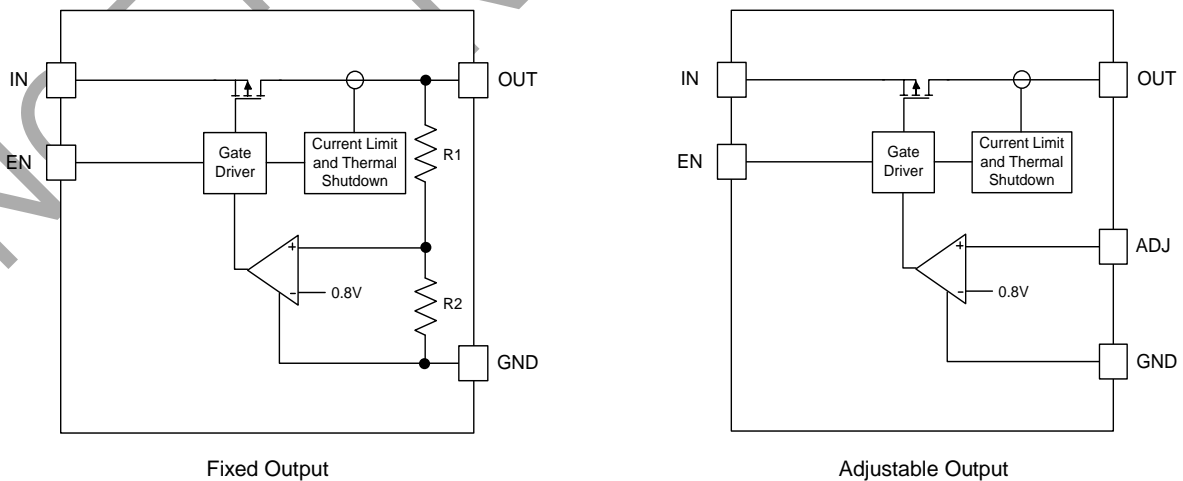 IN
OUT
EN
Gate
Driver
Current Limit
and Thermal
Shutdown
R1
+
-
0.8V
R2
GND
Fixed Output
IN
OUT
EN
Gate
Driver
Current Limit
and Thermal
Shutdown
ADJ
+
-
0.8V
GND
Adjustable Output